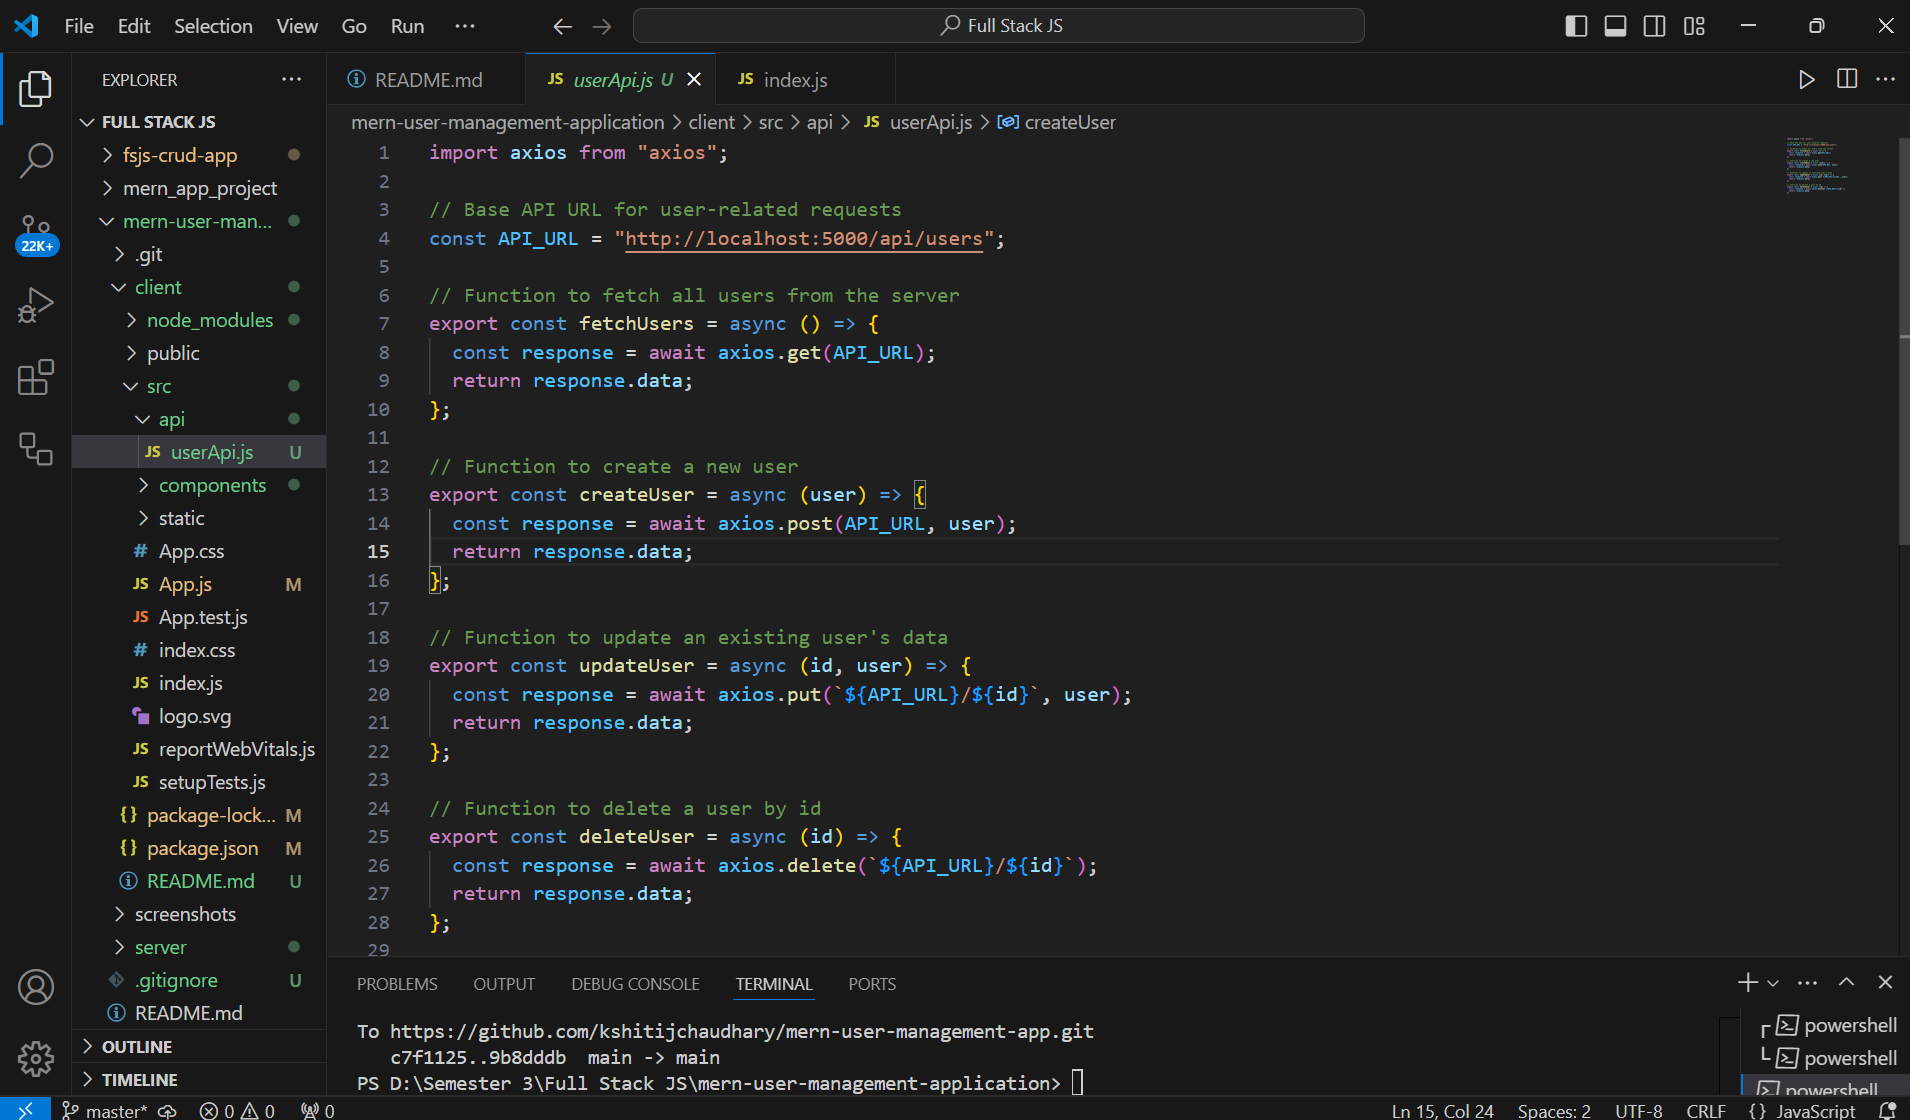 File Edit Selection View Go Run ··· Full Stack JS
EXPLORER ···
FULL STACK JS
fsjs-crud-app
mern_app_project
mern-user-man...
.git
client
node_modules
public
src
api
JS userApi.js U
components
static
# App.css
JS App.js M
JS App.test.js
# index.css
JS index.js
logo.svg
JS reportWebVitals.js
JS setupTests.js
{} package-lock... M
{} package.json M
README.md U
screenshots
server
.gitignore U
README.md
OUTLINE
TIMELINE
22K+
README.md JS userApi.js U JS index.js
mern-user-management-application > client > src > api > JS userApi.js > createUser
1 import axios from "axios";
2
3 // Base API URL for user-related requests
4 const API_URL = "http://localhost:5000/api/users";
5
6 // Function to fetch all users from the server
7 export const fetchUsers = async () => {
8 const response = await axios.get(API_URL);
9 return response.data;
10 };
11
12 // Function to create a new user
13 export const createUser = async (user) => {
14 const response = await axios.post(API_URL, user);
15 return response.data;
16 };
17
18 // Function to update an existing user's data
19 export const updateUser = async (id, user) => {
20 const response = await axios.put(`${API_URL}/${id}`, user);
21 return response.data;
22 };
23
24 // Function to delete a user by id
25 export const deleteUser = async (id) => {
26 const response = await axios.delete(`${API_URL}/${id}`);
27 return response.data;
28 };
29
PROBLEMS OUTPUT DEBUG CONSOLE TERMINAL PORTS
To https://github.com/kshitijchaudhary/mern-user-management-app.git
c7f1125..9b8dddb main -> main
PS D:\Semester 3\Full Stack JS\mern-user-management-application>
powershell
powershell
powershell
master* 0 0 0 Ln 15, Col 24 Spaces: 2 UTF-8 CRLF {} JavaScript